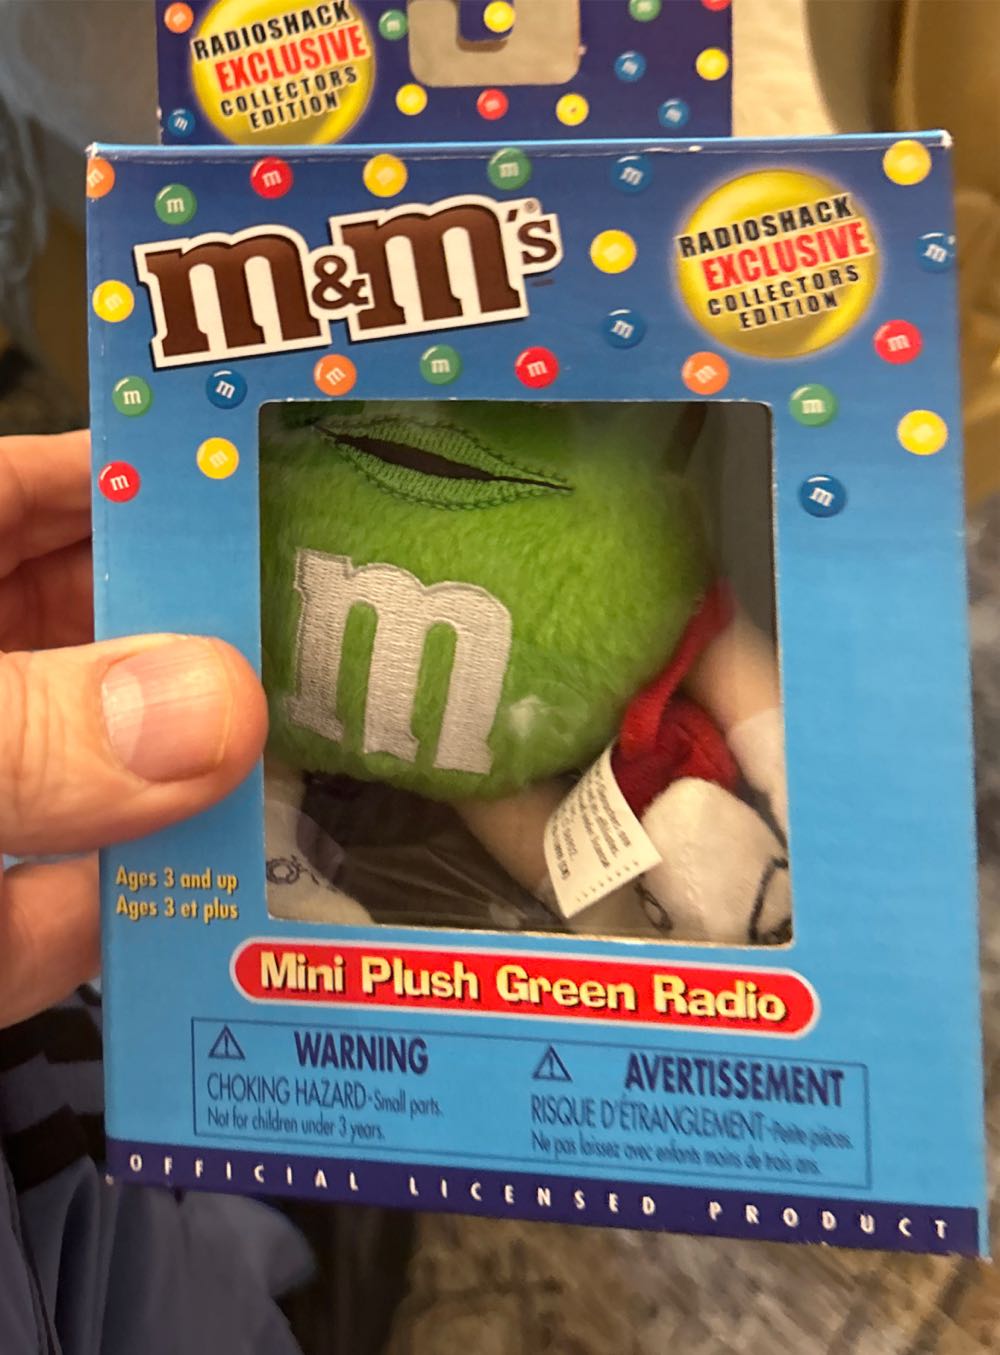 RADIOSHACK
EXCLUSIVE
COLLECTORS
EDITION
m&m's®
RADIOSHACK
EXCLUSIVE
COLLECTORS
EDITION
m
Ages 3 and up
Ages 3 et plus
Mini Plush Green Radio
WARNING
CHOKING HAZARD-Small parts.
Not for children under 3 years.
AVERTISSEMENT
RISQUE D'ÉTRANGLEMENT-Petite pièces.
Ne pas laissez avec enfants moins de trois ans.
OFFICIAL LICENSED PRODUCT